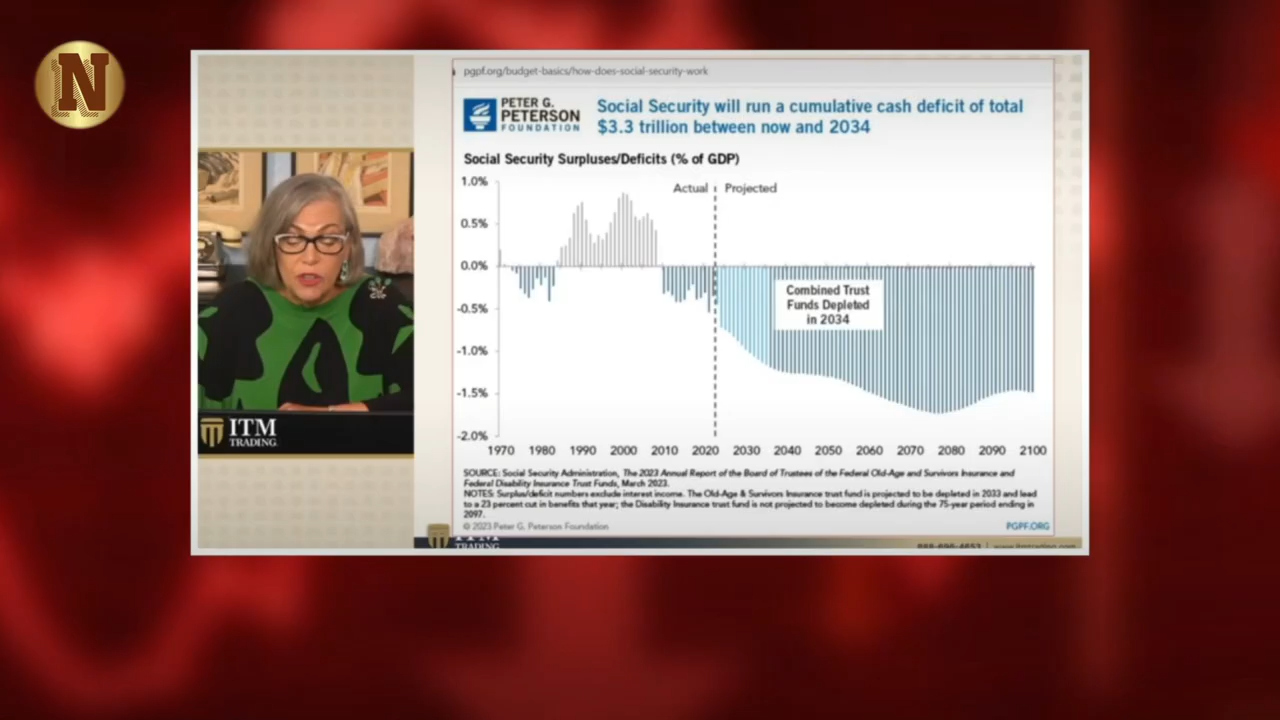 N
pgpf.org/budget-basics/how-does-social-security-work
PETER G.
PETERSON
FOUNDATION
Social Security will run a cumulative cash deficit of total
$3.3 trillion between now and 2034
Social Security Surpluses/Deficits (% of GDP)
1.0%
Actual
Projected
0.5%
0.0%
Combined Trust
Funds Depleted
in 2034
-0.5%
-1.0%
-1.5%
-2.0%
1970 1980 1990 2000 2010 2020 2030 2040 2050 2060 2070 2080 2090 2100
SOURCE: Social Security Administration, The 2023 Annual Report of the Board of Trustees of the Federal Old-Age and Survivors Insurance and
Federal Disability Insurance Trust Funds, March 2023.
NOTES: Surplus/deficit numbers exclude interest income. The Old-Age & Survivors Insurance trust fund is projected to be depleted in 2033 and lead
to a 23 percent cut in benefits that year; the Disability Insurance trust fund is not projected to become depleted during the 75-year period ending in
2097.
© 2023 Peter G. Peterson Foundation
PGPF.ORG
ITM
TRADING
ITM
TRADING